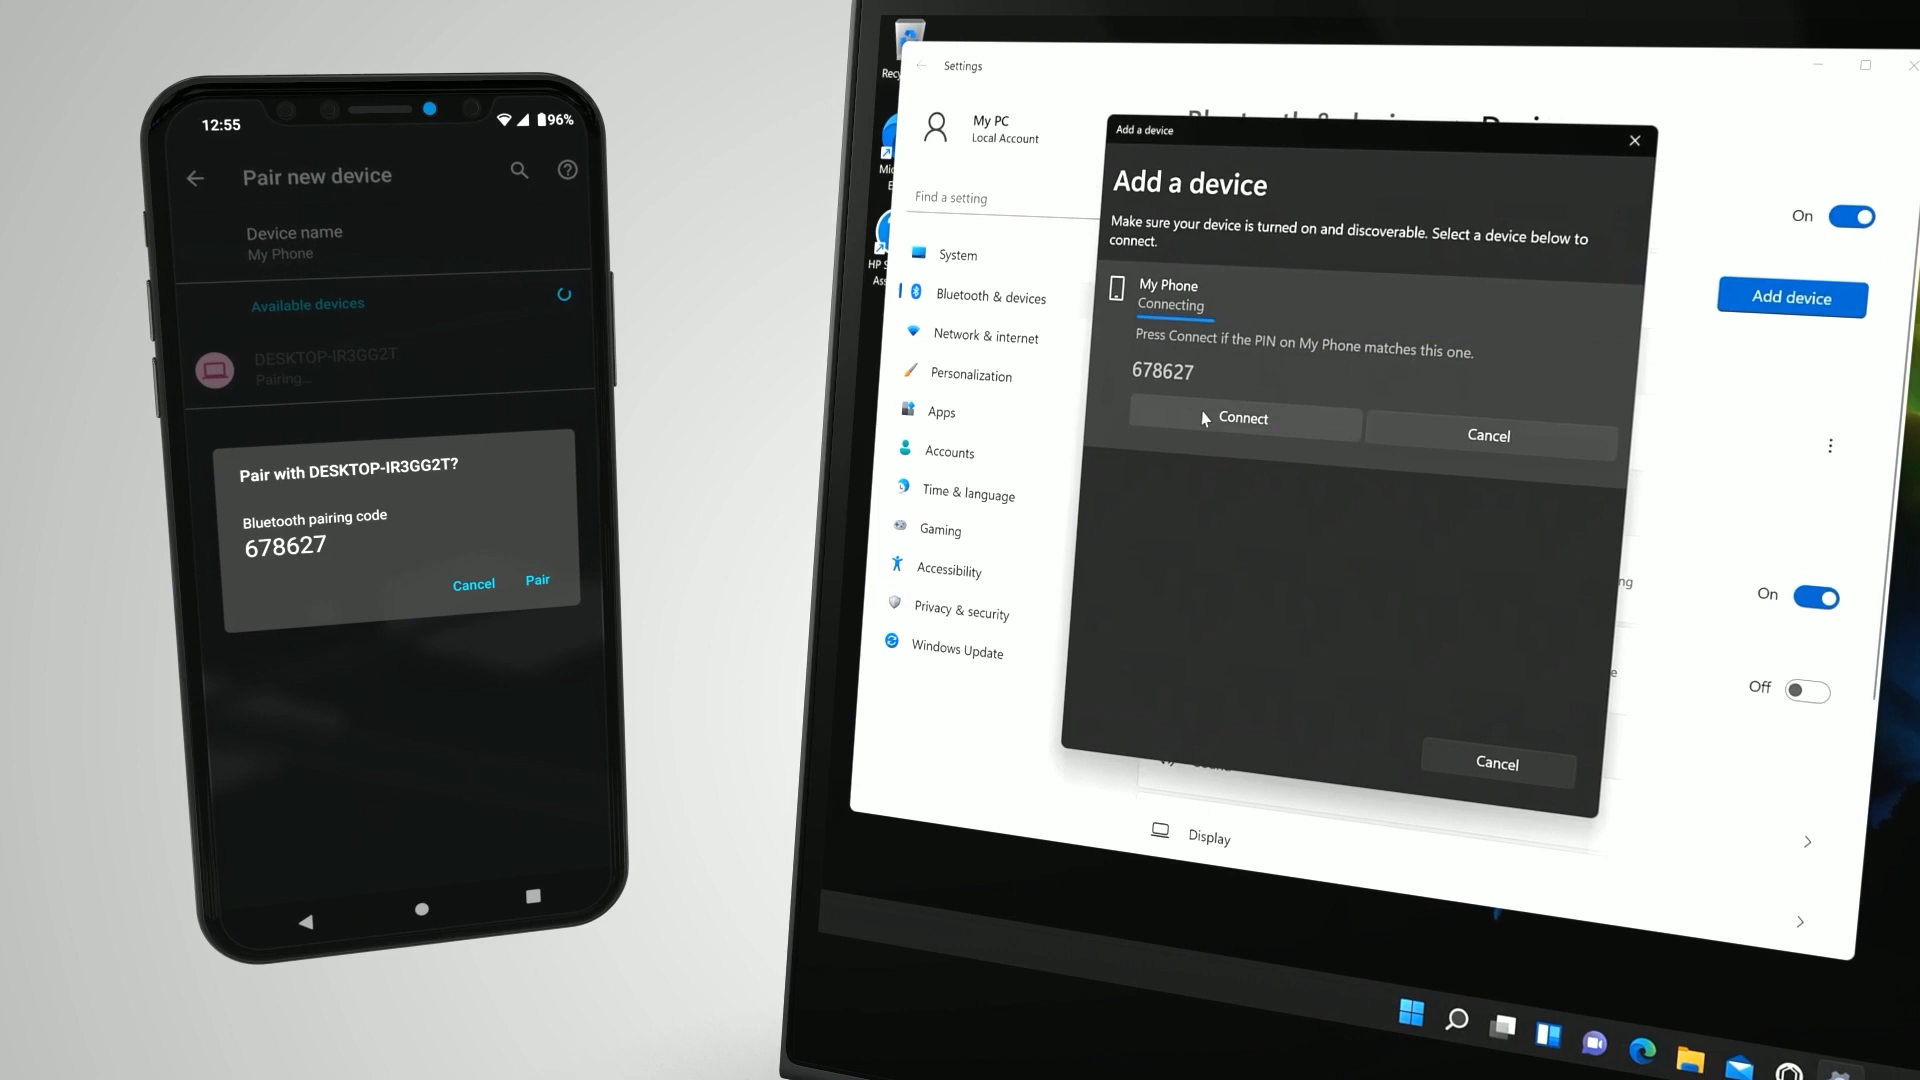 12:55
96%
Pair new device
Device name
My Phone
Available devices
DESKTOP-IR3GG2T
Pairing...
Pair with DESKTOP-IR3GG2T?
Bluetooth pairing code
678627
Cancel
Pair
Settings
My PC
Local Account
Find a setting
System
Bluetooth & devices
Network & internet
Personalization
Apps
Accounts
Time & language
Gaming
Accessibility
Privacy & security
Windows Update
Add a device
Add a device
Make sure your device is turned on and discoverable. Select a device below to
connect.
My Phone
Connecting
Press Connect if the PIN on My Phone matches this one.
678627
Connect
Cancel
Cancel
On
Add device
On
Off
Display